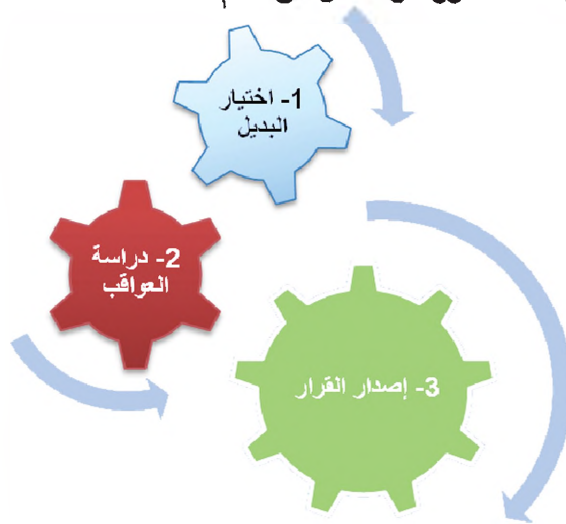 1- اختيار
البديل
2- دراسة
العواقب
3- إصدار القرار